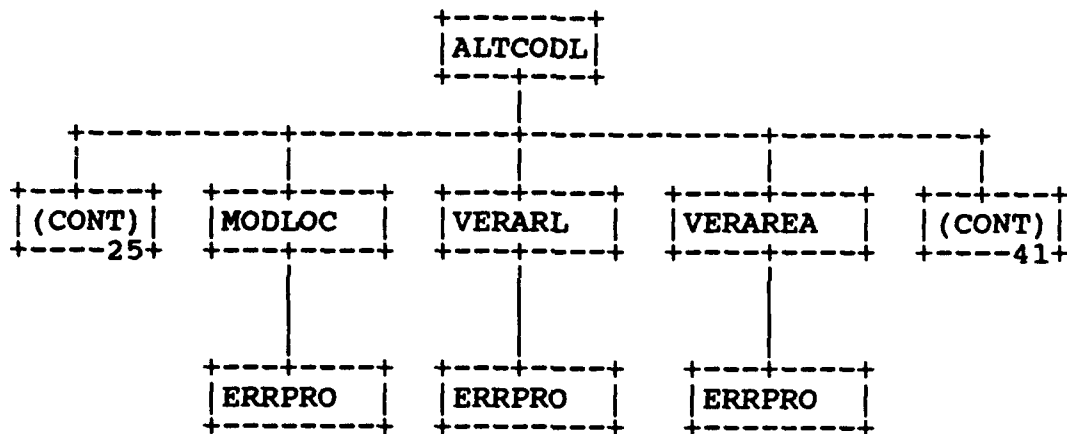 ALTCODL
(CONT) MODLOC VERARL VERAREA (CONT)
25 41
ERRPRO ERRPRO ERRPRO